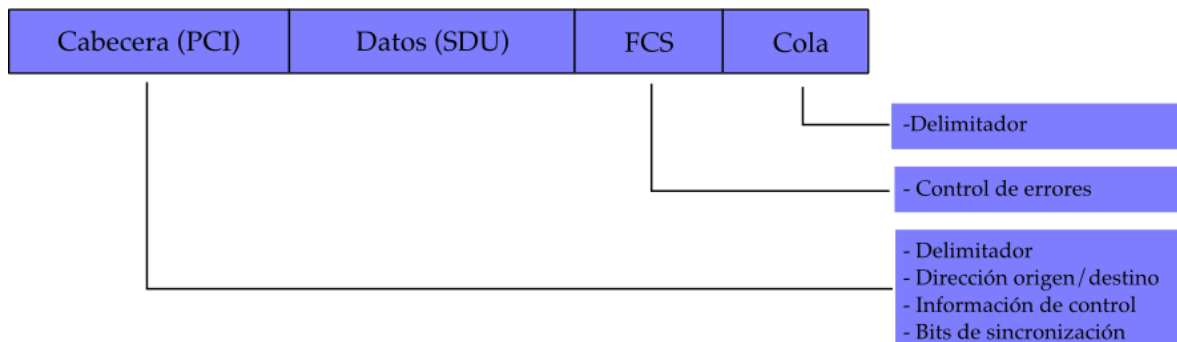 Cabecera (PCI) Datos (SDU) FCS Cola
-Delimitador
- Control de errores
- Delimitador
- Dirección origen/destino
- Información de control
- Bits de sincronización